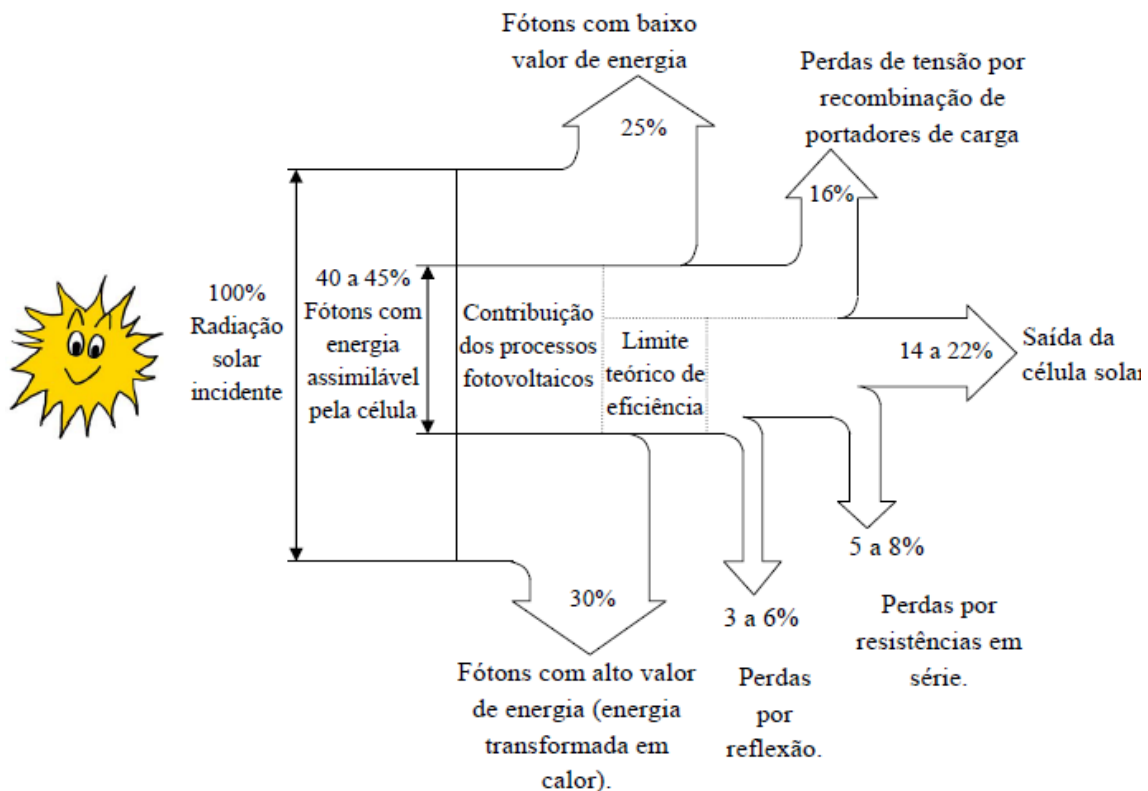 Fótons com baixo
valor de energia
25%
Perdas de tensão por
recombinação de
portadores de carga
16%
100%
Radiação
solar
incidente
40 a 45%
Fótons com
energia
assimilável
pela célula
Contribuição
dos processos
fotovoltaicos
Limite
teórico de
eficiência
14 a 22%
Saída da
célula solar
30%
Fótons com alto valor
de energia (energia
transformada em
calor).
3 a 6%
Perdas
por
reflexão.
5 a 8%
Perdas por
resistências em
série.